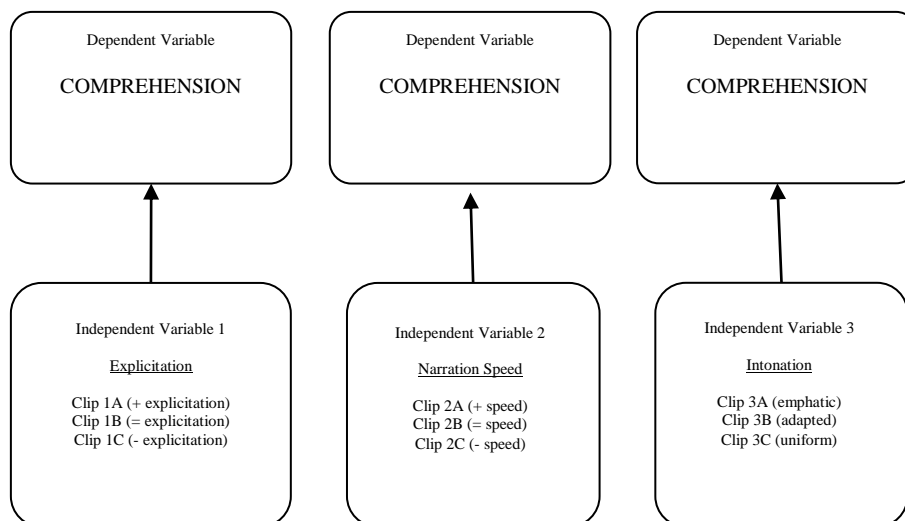 Dependent Variable
COMPREHENSION
Dependent Variable
COMPREHENSION
Dependent Variable
COMPREHENSION
Independent Variable 1
Explicitation
Clip 1A (+ explicitation)
Clip 1B (= explicitation)
Clip 1C (- explicitation)
Independent Variable 2
Narration Speed
Clip 2A (+ speed)
Clip 2B (= speed)
Clip 2C (- speed)
Independent Variable 3
Intonation
Clip 3A (emphatic)
Clip 3B (adapted)
Clip 3C (uniform)